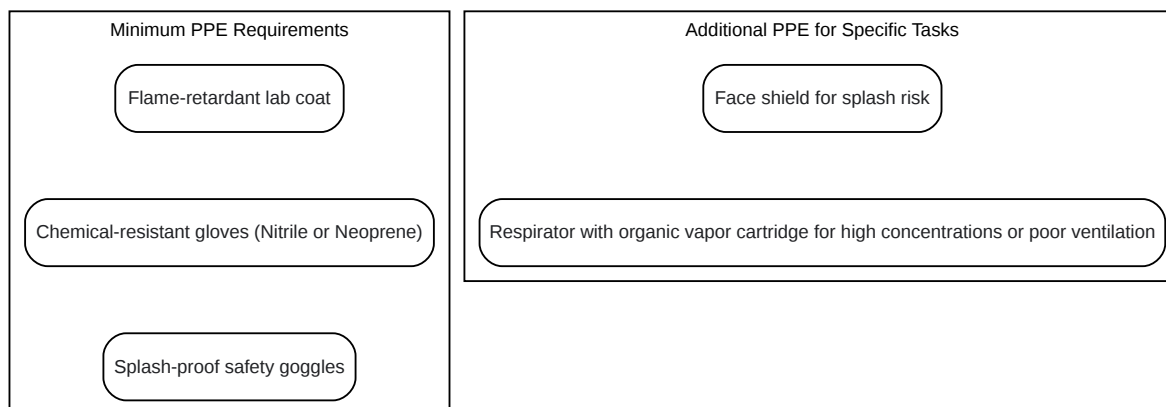 Minimum PPE Requirements
Flame-retardant lab coat
Chemical-resistant gloves (Nitrile or Neoprene)
Splash-proof safety goggles
Additional PPE for Specific Tasks
Face shield for splash risk
Respirator with organic vapor cartridge for high concentrations or poor ventilation